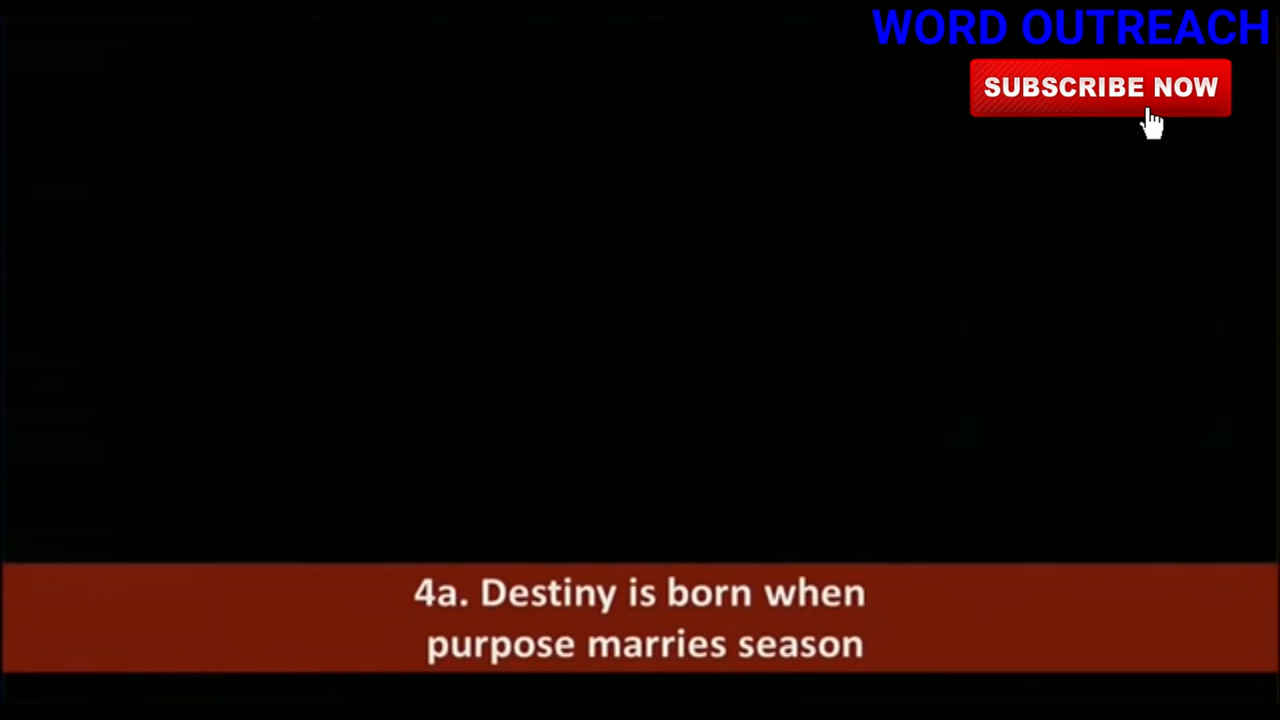 WORD OUTREACH
SUBSCRIBE NOW
4a. Destiny is born when
purpose marries season